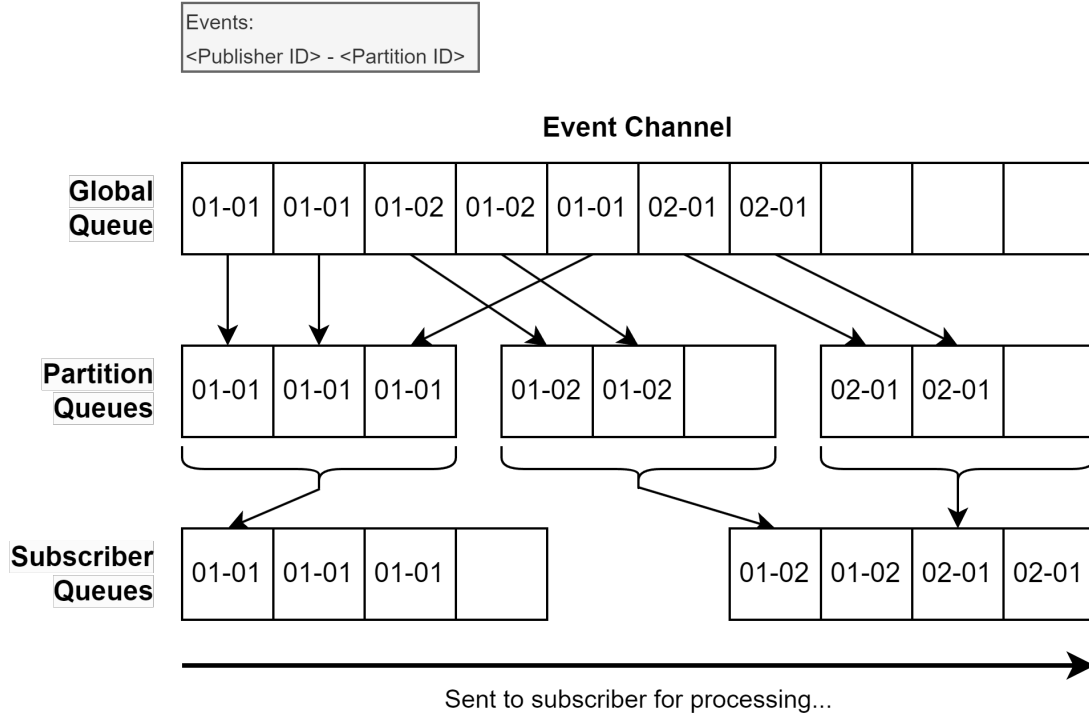 Events:
<Publisher ID> - <Partition ID>
Event Channel
Global
Queue
01-01 01-01 01-02 01-02 01-01 02-01 02-01
Partition
Queues
01-01 01-01 01-01 01-02 01-02 02-01 02-01
Subscriber
Queues
01-01 01-01 01-01 01-02 01-02 02-01 02-01
Sent to subscriber for processing...